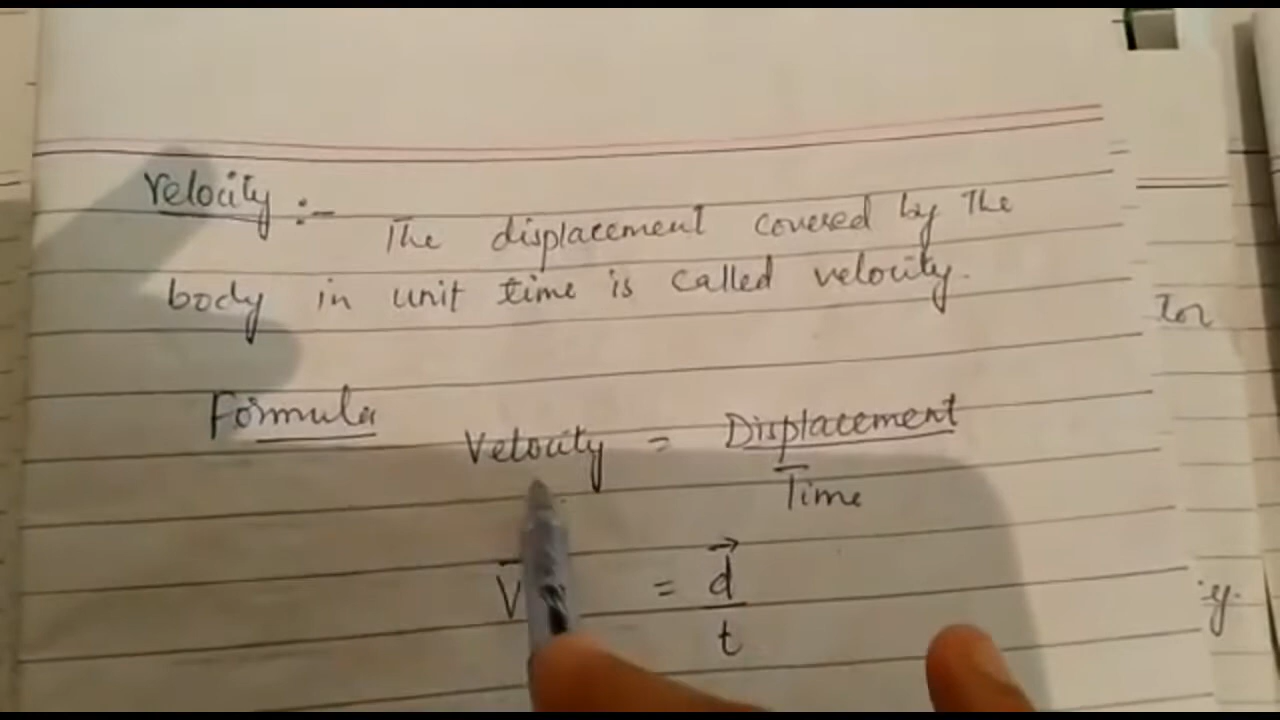 Velocity :- The displacement covered by the
body in unit time is called velocity.
Formula
Velocity = Displacement
Time
V = d
t
y.